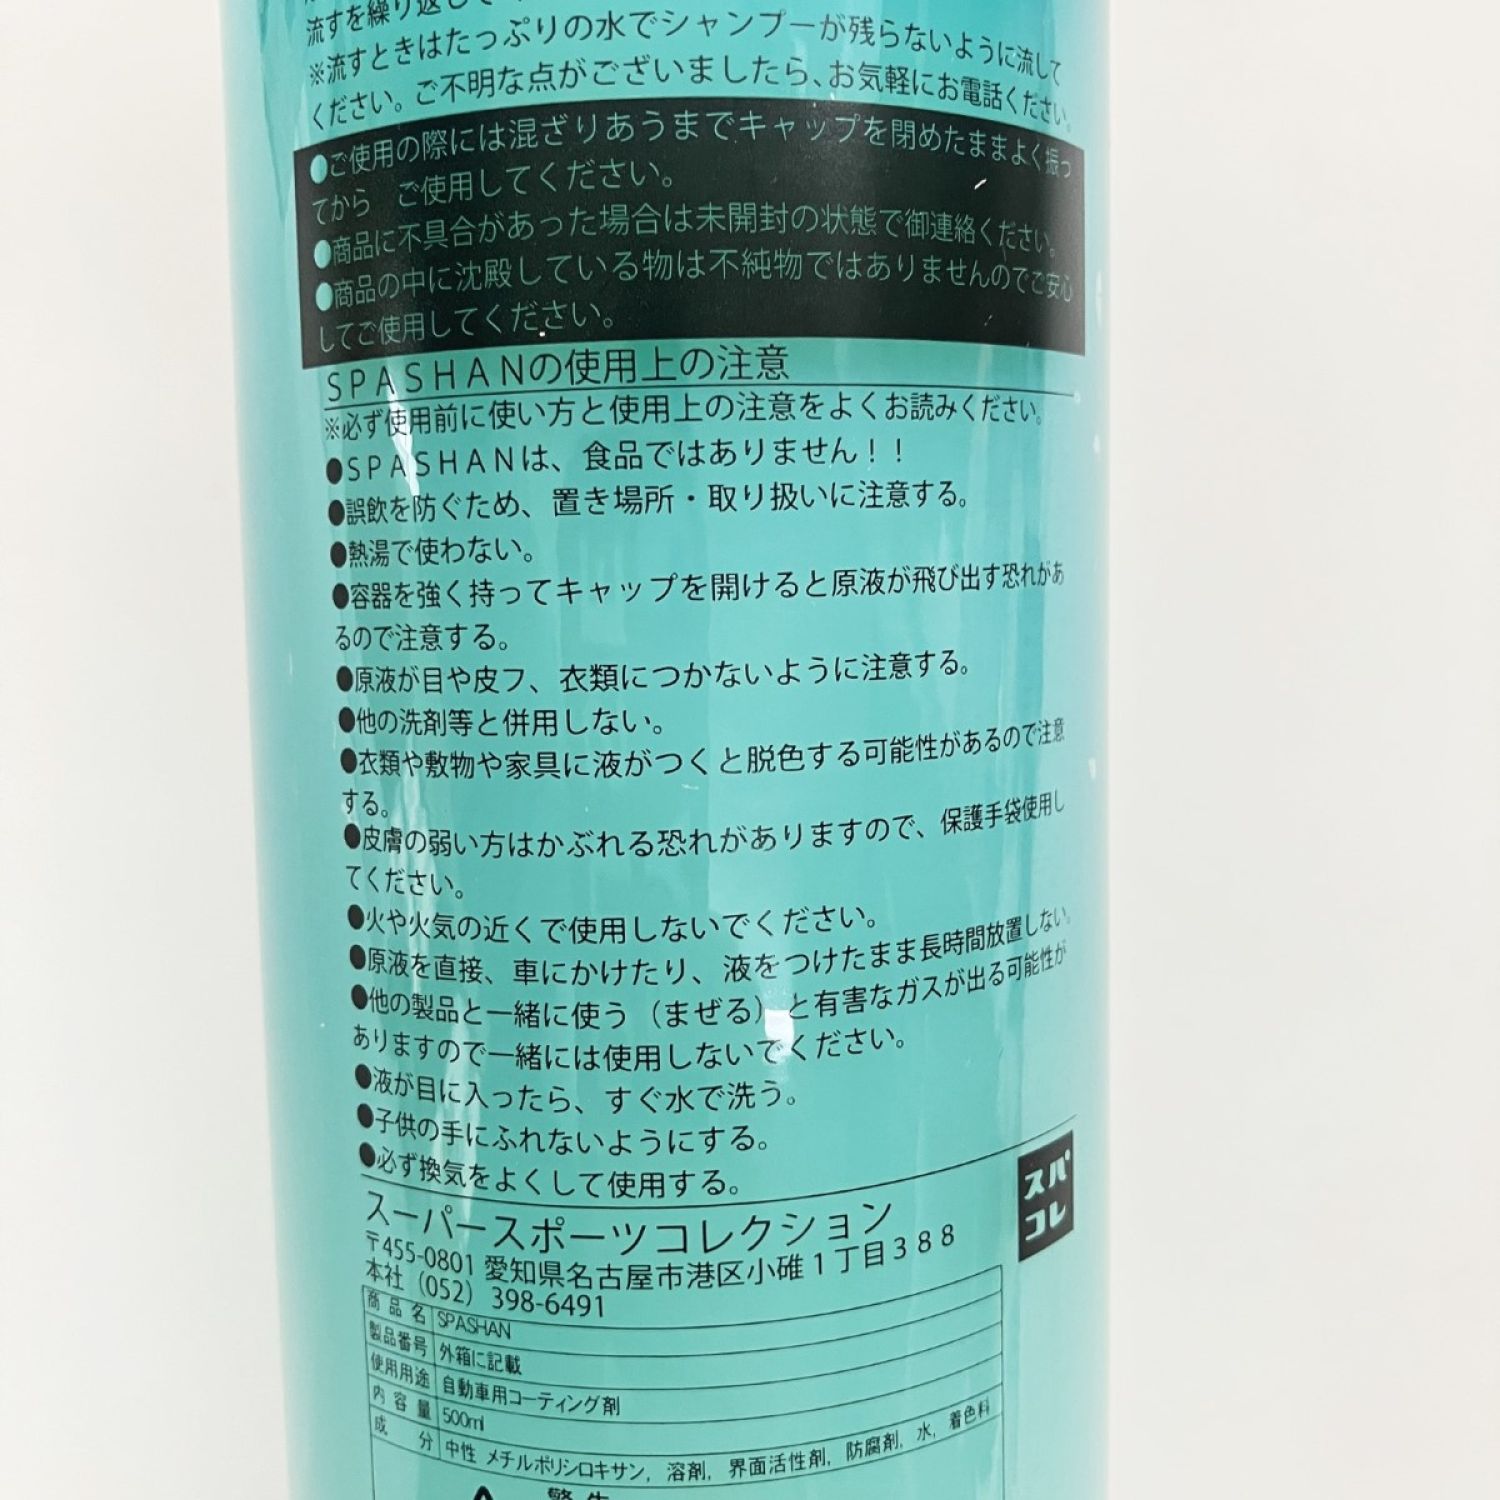 流すを繰り返して
※流すときはたっぷりの水でシャンプーが残らないように流して
ください。ご不明な点がございましたら、お気軽にお電話ください。
●ご使用の際には混ざりあうまでキャップを閉めたままよく振っ
てから　ご使用してください。
●商品に不具合があった場合は未開封の状態で御連絡ください。
●商品の中に沈殿している物は不純物ではありませんのでご安心
してご使用してください。
SPASHANの使用上の注意
※必ず使用前に使い方と使用上の注意をよくお読みください。
●SPASHANは、食品ではありません！！
●誤飲を防ぐため、置き場所・取り扱いに注意する。
●熱湯で使わない。
●容器を強く持ってキャップを開けると原液が飛び出す恐れがあ
るので注意する。
●原液が目や皮フ、衣類につかないように注意する。
●他の洗剤等と併用しない。
●衣類や敷物や家具に液がつくと脱色する可能性があるので注意
する。
●皮膚の弱い方はかぶれる恐れがありますので、保護手袋使用し
てください。
●火や火気の近くで使用しないでください。
●原液を直接、車にかけたり、液をつけたまま長時間放置しない。
●他の製品と一緒に使う（まぜる）と有害なガスが出る可能性が
ありますので一緒には使用しないでください。
●液が目に入ったら、すぐ水で洗う。
●子供の手にふれないようにする。
●必ず換気をよくして使用する。
スパ
コレ
スーパースポーツコレクション
〒455-0801 愛知県名古屋市港区小碓１丁目３８８
本社（052）398-6491
商品名 SPASHAN
製品番号 外箱に記載
使用用途 自動車用コーティング剤
内容量 500ml
成分 中性 メチルポリシロキサン, 溶剤, 界面活性剤, 防腐剤, 水, 着色料